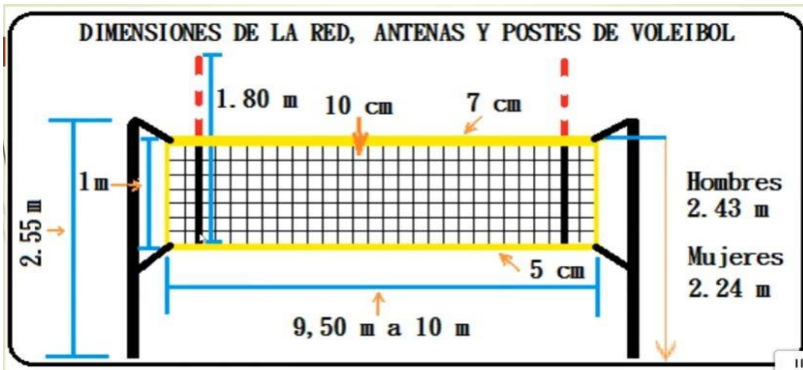 DIMENSIONES DE LA RED, ANTENAS Y POSTES DE VOLEIBOL
1.80 m
10 cm
7 cm
1m
2.55 m
Hombres
2.43 m
Mujeres
2.24 m
5 cm
9,50 m a 10 m